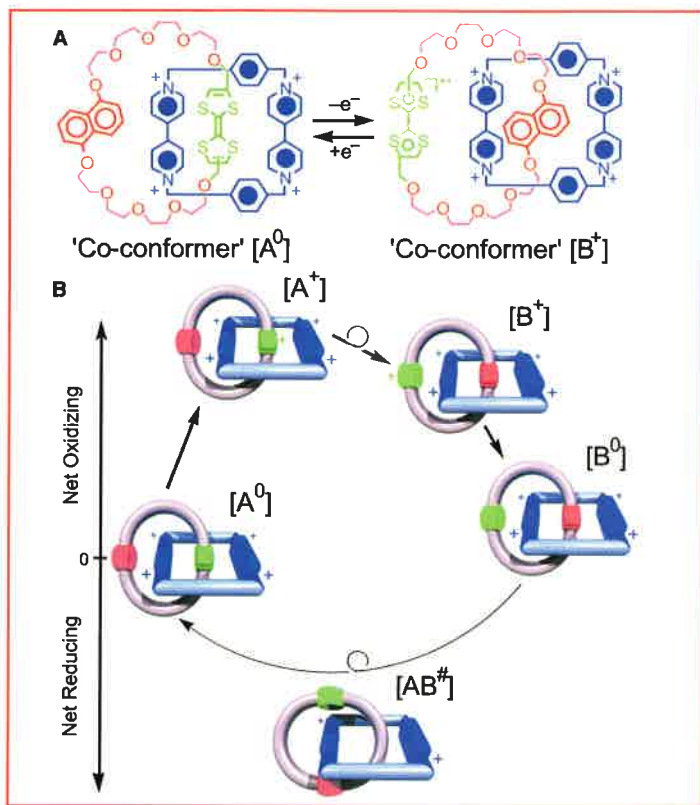 A
O O O O
O O
+ +
N N
S S
S S
N N
+ +
O O O O
–e⁻
+e⁻
'Co-conformer' [A⁰]
'Co-conformer' [B⁺]
B
[A⁺]
[B⁺]
[B⁰]
[A⁰]
[AB#]
Net Oxidizing
0
Net Reducing